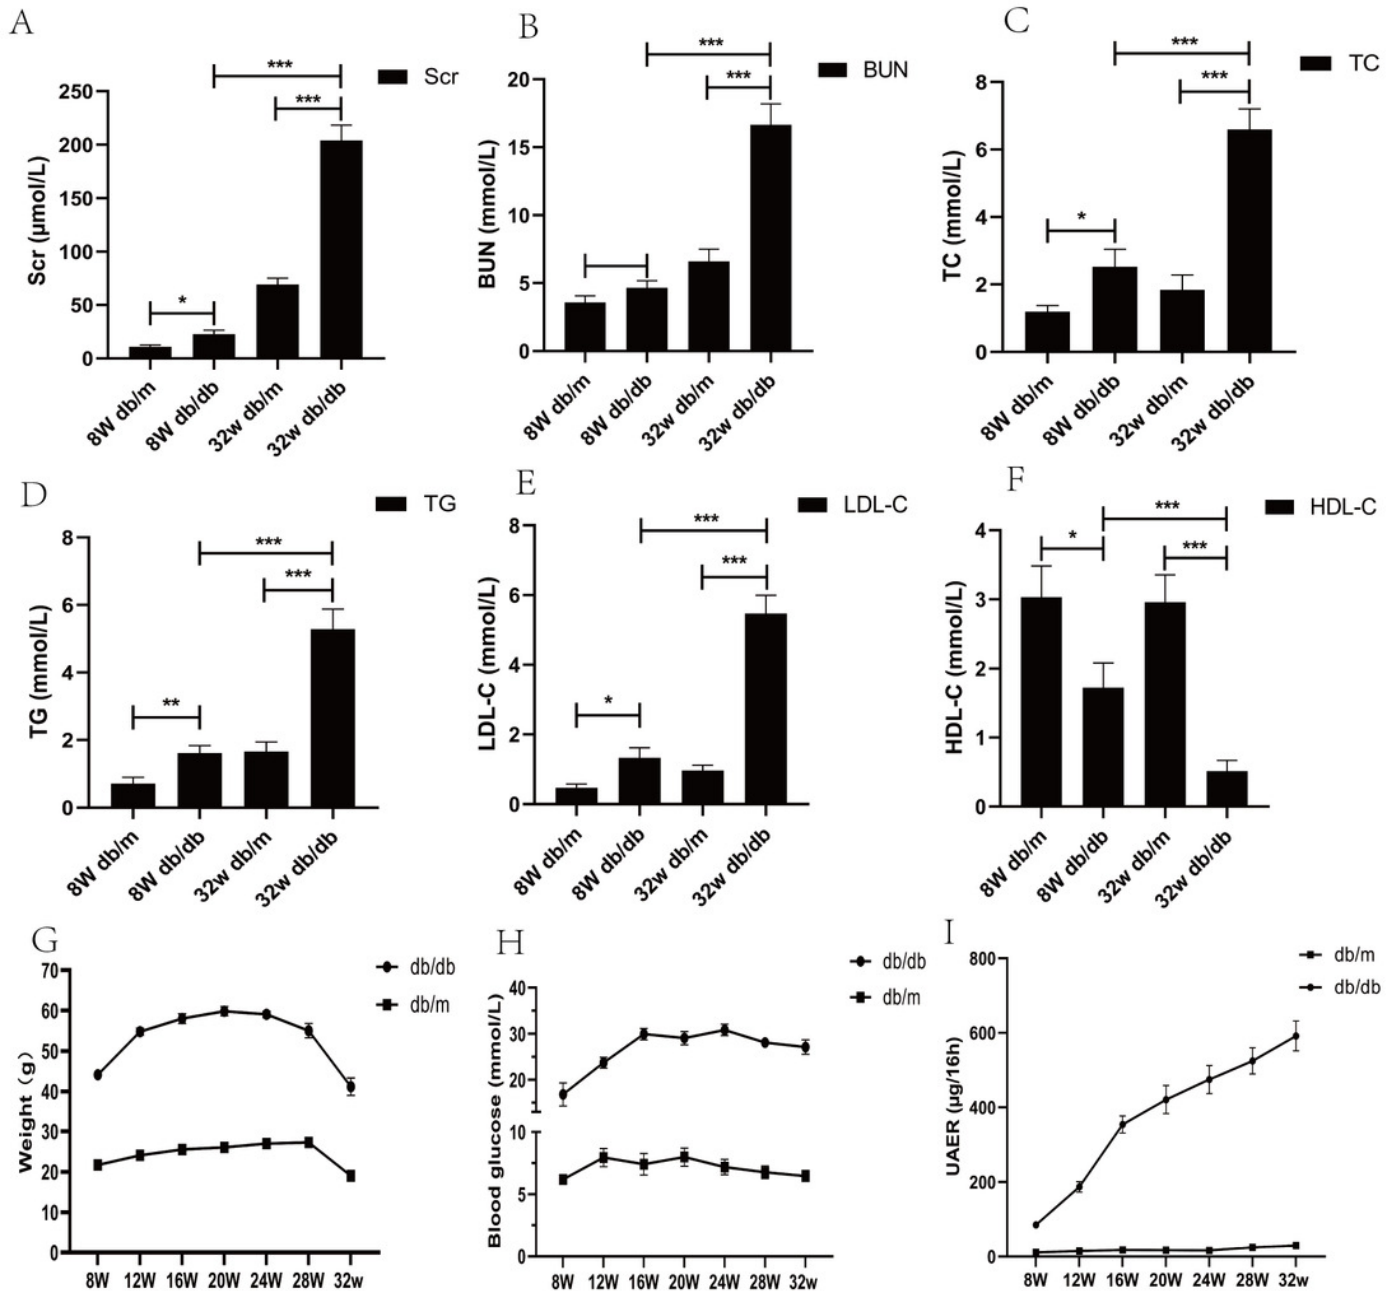 A
Scr
***
***
*
Scr (µmol/L)
250
200
150
100
50
0
8W db/m
8W db/db
32w db/m
32w db/db
B
BUN
***
***
BUN (mmol/L)
20
15
10
5
0
8W db/m
8W db/db
32w db/m
32w db/db
C
TC
***
***
*
TC (mmol/L)
8
6
4
2
0
8W db/m
8W db/db
32w db/m
32w db/db
D
TG
***
***
**
TG (mmol/L)
8
6
4
2
0
8W db/m
8W db/db
32w db/m
32w db/db
E
LDL-C
***
***
*
LDL-C (mmol/L)
8
6
4
2
0
8W db/m
8W db/db
32w db/m
32w db/db
F
HDL-C
***
*
***
HDL-C (mmol/L)
4
3
2
1
0
8W db/m
8W db/db
32w db/m
32w db/db
G
db/db
db/m
Weight（g）
70
60
50
40
30
20
10
0
8W 12W 16W 20W 24W 28W 32w
H
db/db
db/m
Blood glucose (mmol/L)
40
30
20
10
5
0
8W 12W 16W 20W 24W 28W 32w
I
db/m
db/db
UAER (µg/16h)
800
600
400
200
0
8W 12W 16W 20W 24W 28W 32w